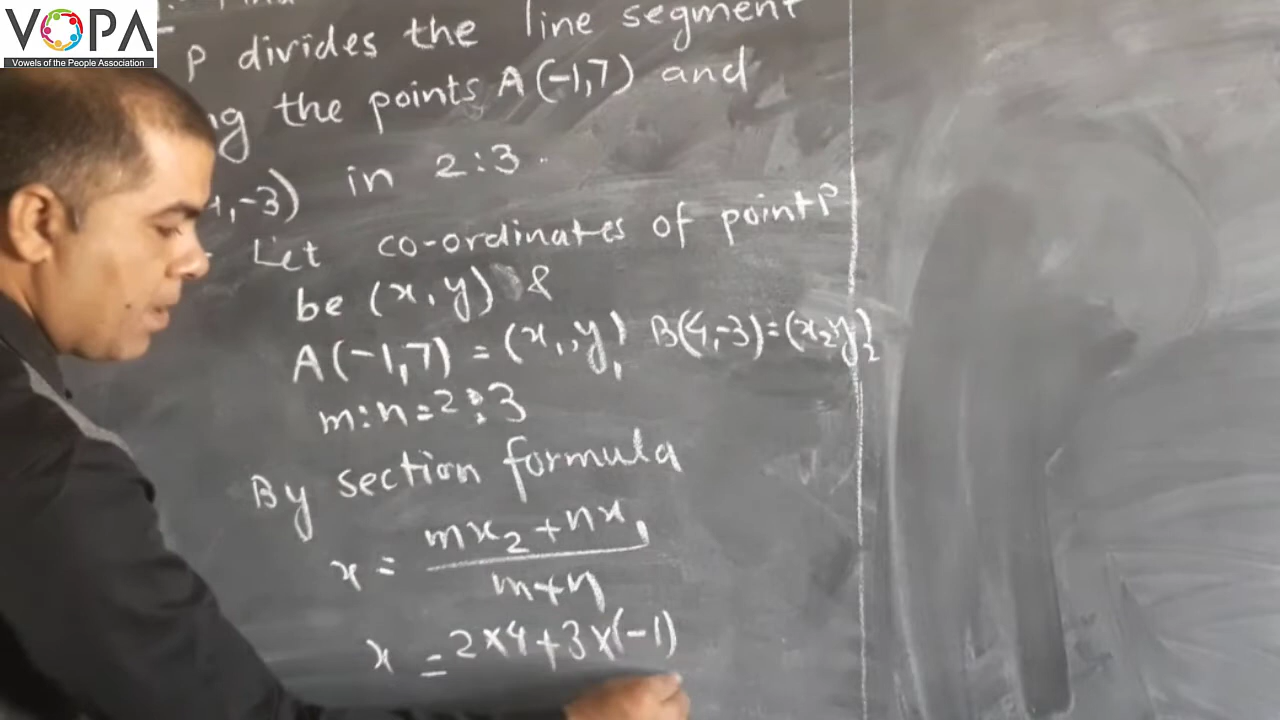 VOPA
Vowels of the People Association
P divides the line segment
ng the points A(-1,7) and
,-3) in 2:3
Let co-ordinates of point P
be (x,y) &
A(-1,7) = (x₁,y₁ B(4,-3)=(x₂,y₂)
m:n=2:3
By section formula
x = mx₂+nx₁
m+n
x = 2×4+3×(-1)